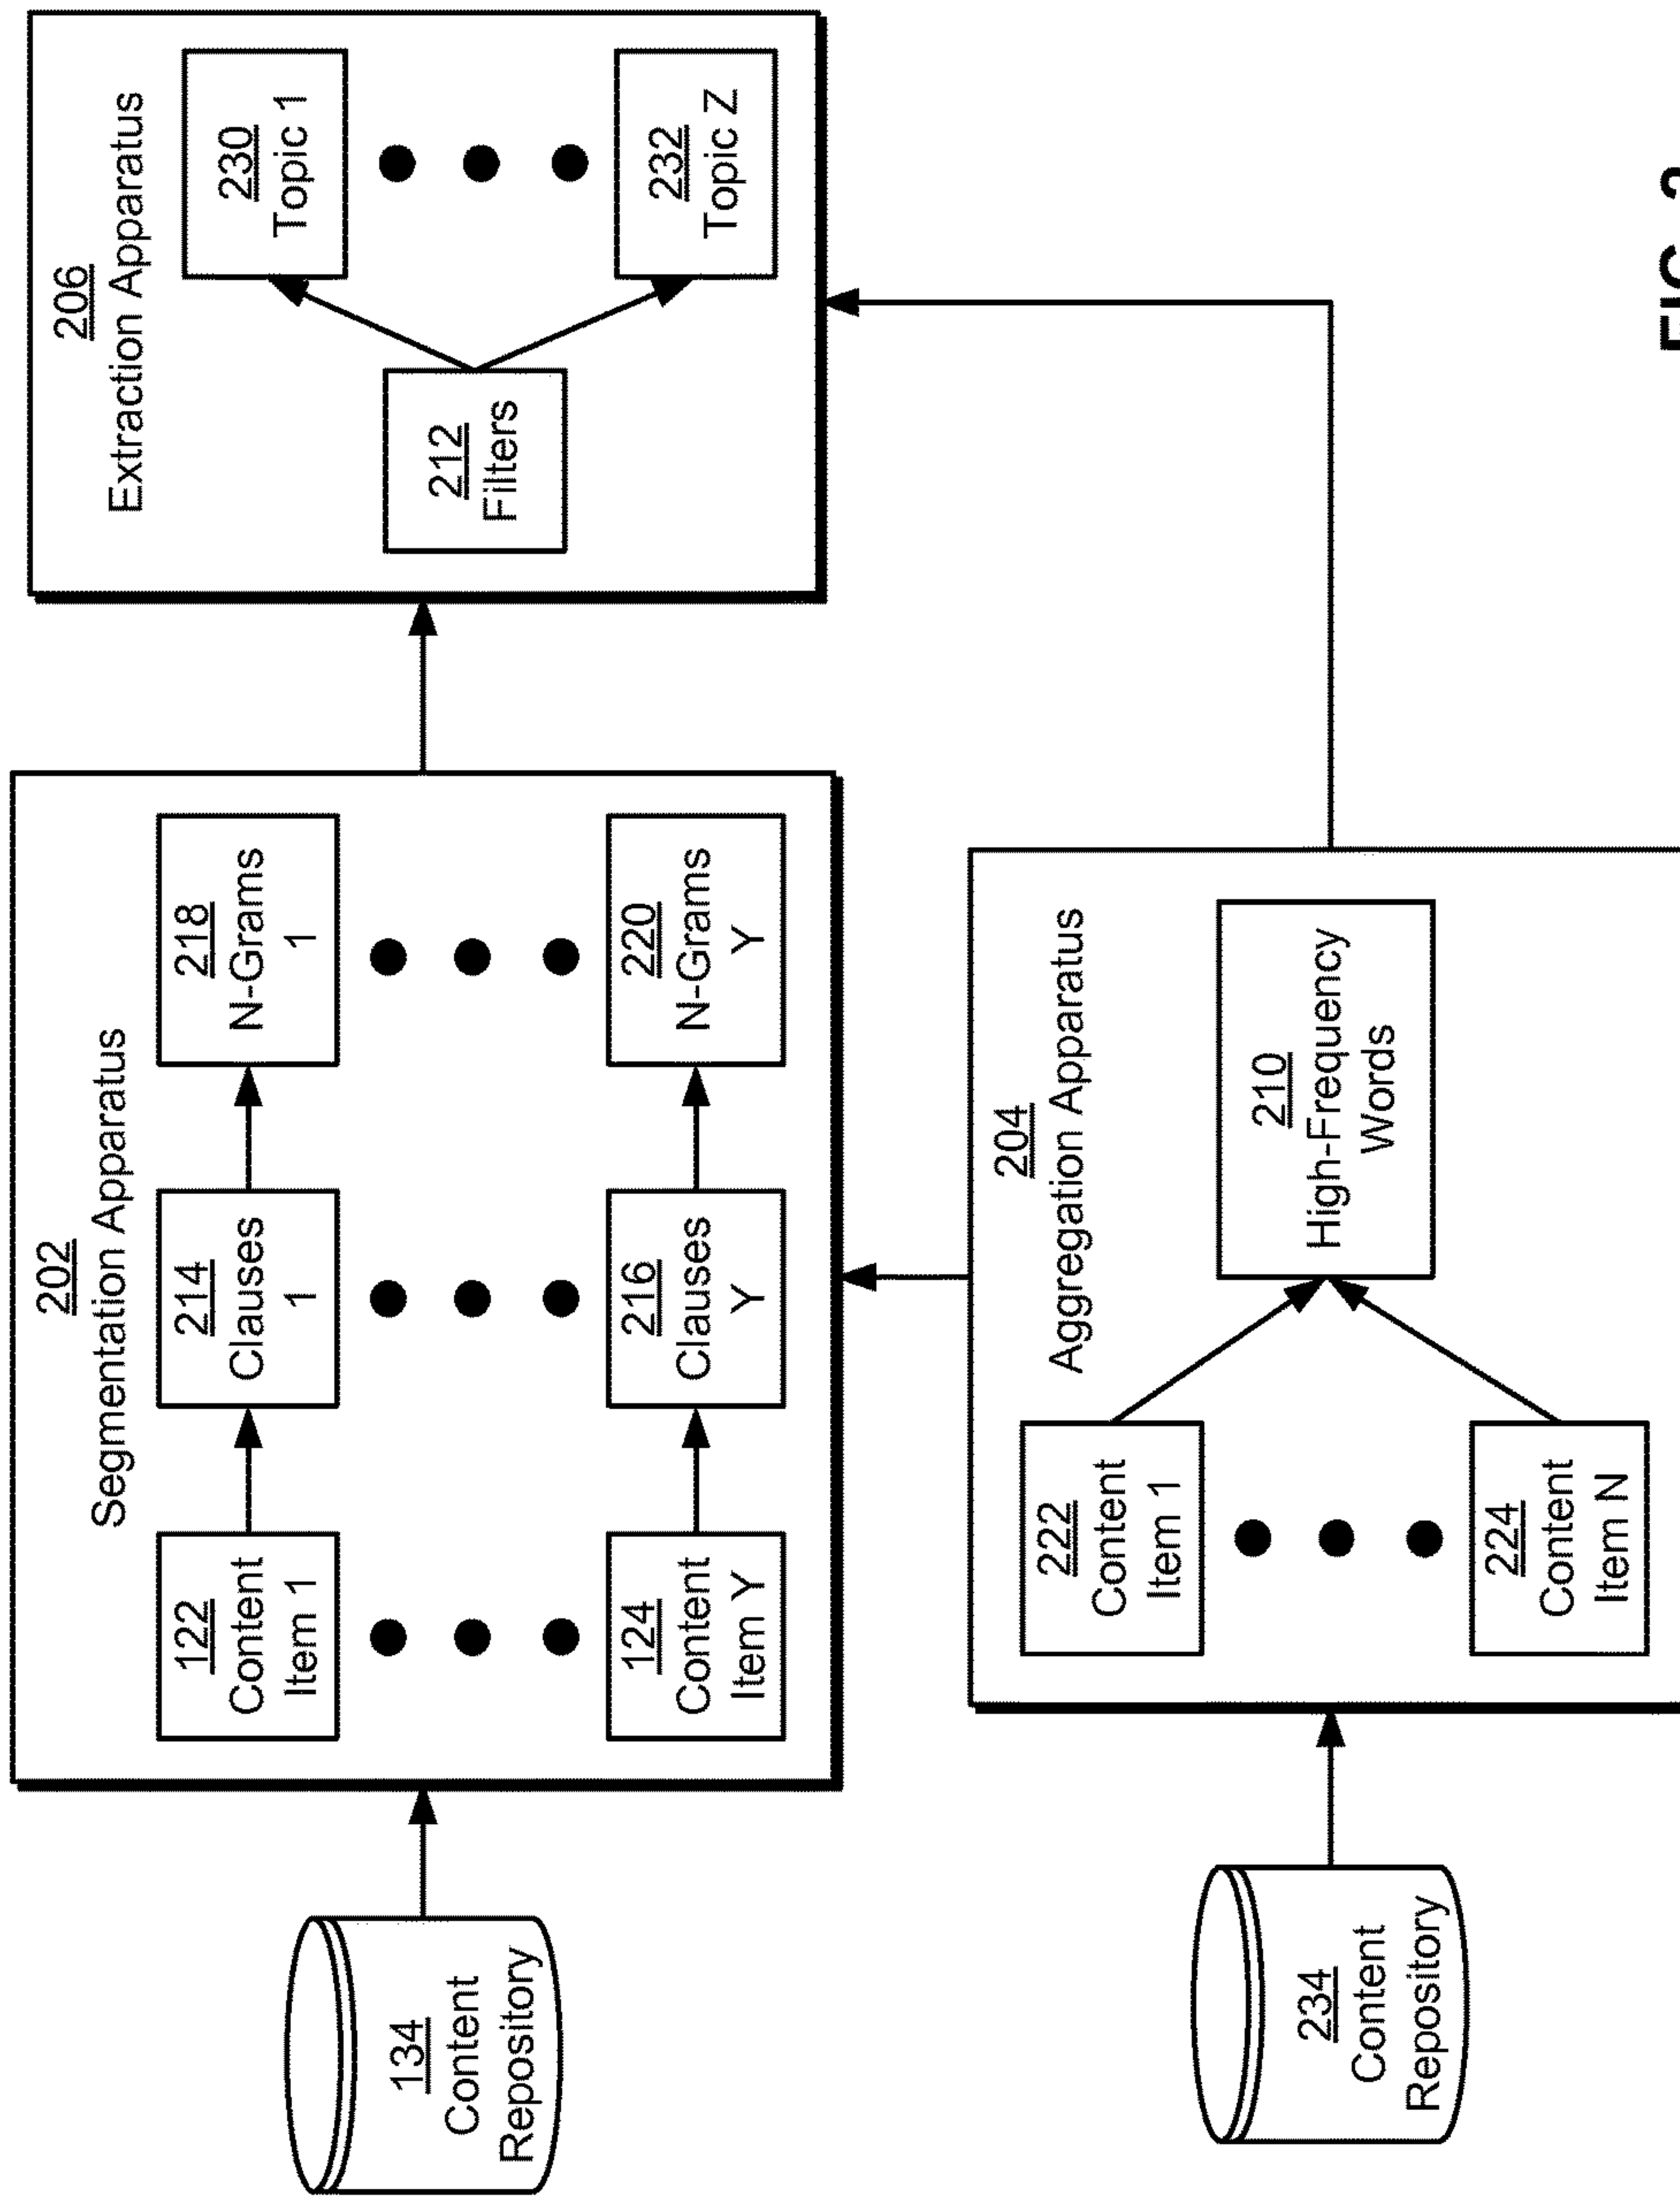 134
Content
Repository
202
Segmentation Apparatus
122
Content
Item 1
214
Clauses
1
218
N-Grams
1
124
Content
Item Y
216
Clauses
Y
220
N-Grams
Y
206
Extraction Apparatus
212
Filters
230
Topic 1
232
Topic Z
234
Content
Repository
204
Aggregation Apparatus
222
Content
Item 1
224
Content
Item N
210
High-Frequency
Words
FIG.